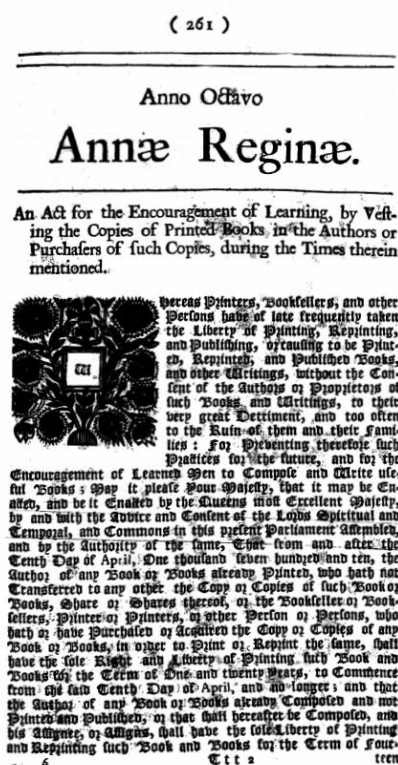 ( 261 )
Anno Octavo
Annæ Reginæ.
An Act for the Encouragement of Learning, by Veſt-
ing the Copies of Printed Books in the Authors or
Purchaſers of ſuch Copies, during the Times therein
mentioned.
Whereas Printers, Bookſellers, and other
Perſons have of late frequently taken
the Liberty of Printing, Reprinting,
and Publiſhing, or cauſing to be Print-
ed, Reprinted, and Publiſhed Books,
and other Writings, without the Con-
ſent of the Authors or Proprietors of
ſuch Books and Writings, to their
very great Detriment, and too often
to the Ruin of them and their Fami-
lies : For Preventing therefore ſuch
Practices for the future, and for the
Encouragement of Learned Men to Compoſe and Write uſe-
ful Books ; May it pleaſe Your Majeſty, that it may be En-
acted, and be it Enacted by the Queens moſt Excellent Majeſty,
by and with the Advice and Conſent of the Lords Spiritual and
Temporal, and Commons in this preſent Parliament Aſſembled,
and by the Authority of the ſame, That from and after the
Tenth Day of April, One thouſand ſeven hundred and ten, the
Author of any Book or Books already Printed, who hath not
Transferred to any other the Copy or Copies of ſuch Book or
Books, Share or Shares thereof, or the Bookſeller or Book-
ſellers, Printer or Printers, or other Perſon or Perſons, who
hath or have Purchaſed or Acquired the Copy or Copies of any
Book or Books, in order to Print or Reprint the ſame, ſhall
have the ſole Right and Liberty of Printing ſuch Book and
Books for the Term of One and twenty Years, to Commence
from the ſaid Tenth Day of April, and no longer ; and that
the Author of any Book or Books already Compoſed and not
Printed and Publiſhed, or that ſhall hereafter be Compoſed, and
his Aſſignee, or Aſſigns, ſhall have the ſole Liberty of Printing
and Reprinting ſuch Book and Books for the Term of Four-
6 Ttt 2 teen